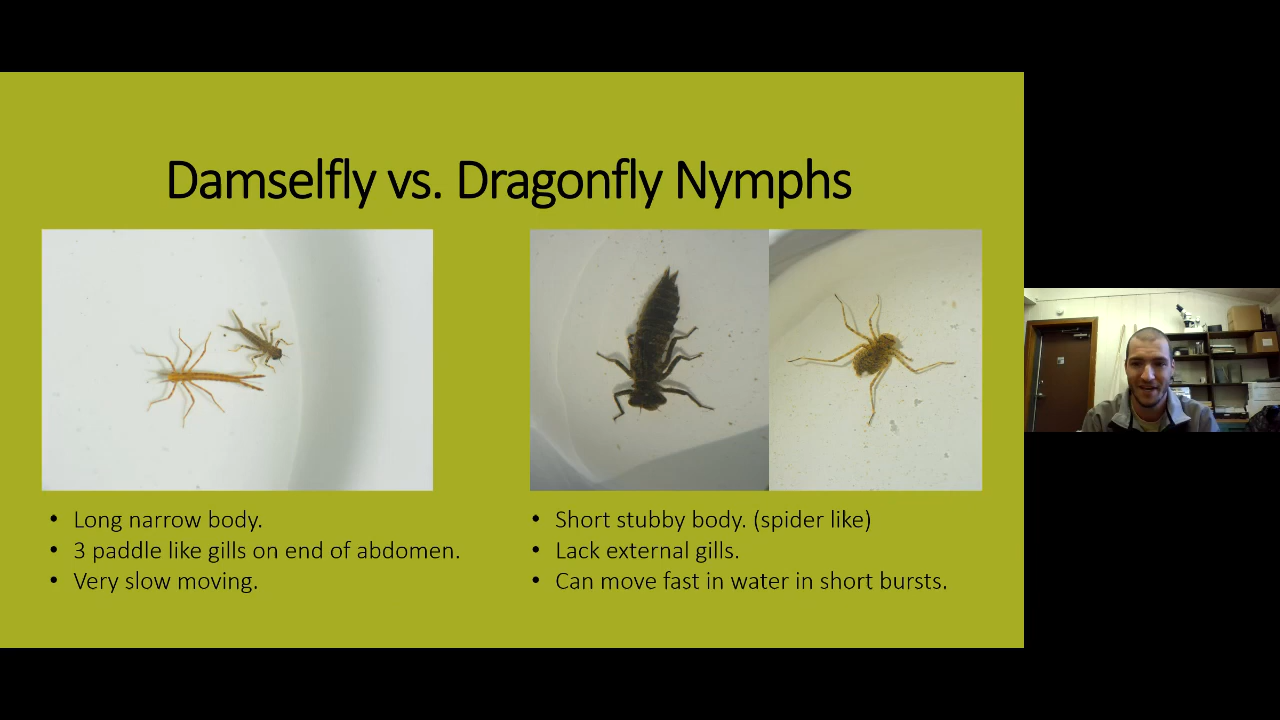 Damselfly vs. Dragonfly Nymphs
• Long narrow body.
• 3 paddle like gills on end of abdomen.
• Very slow moving.
• Short stubby body. (spider like)
• Lack external gills.
• Can move fast in water in short bursts.